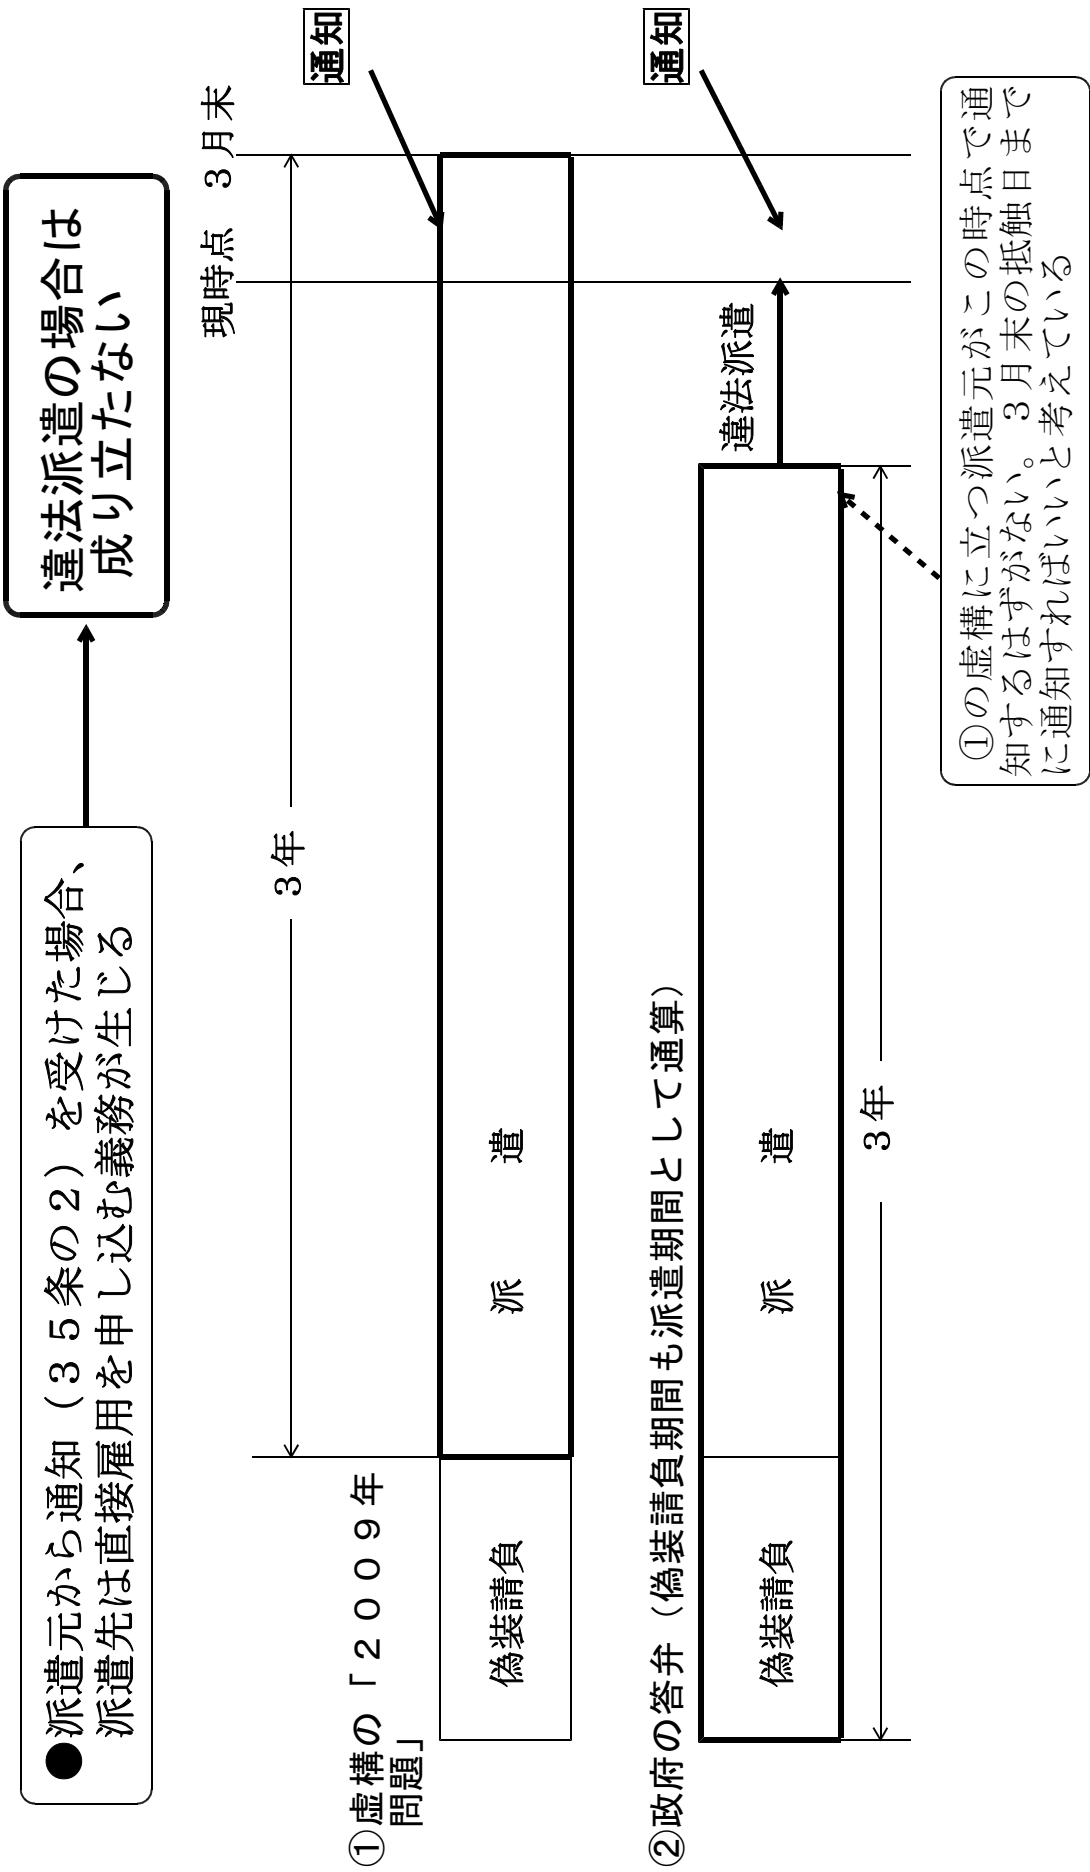 ●派遣元から通知（３５条の２）を受けた場合、
派遣先は直接雇用を申し込む義務が生じる
違法派遣の場合は
成り立たない
現時点　３月末
３年
通知
①虚構の「２００９年
問題」
偽装請負
派　遣
②政府の答弁（偽装請負期間も派遣期間として通算）
通知
偽装請負
派　遣
違法派遣
３年
①の虚構に立つ派遣元がこの時点で通
知するはずがない。３月末の抵触日まで
に通知すればいいと考えている